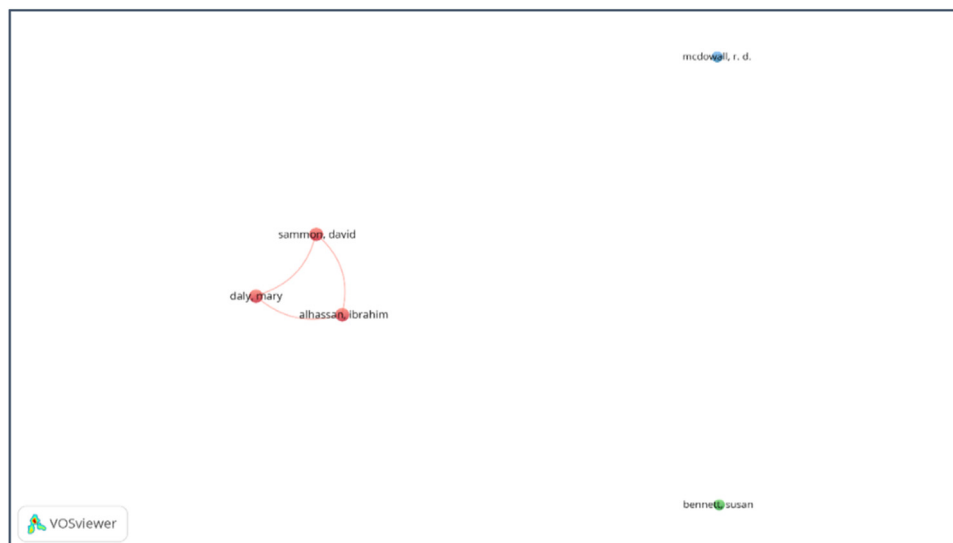 mcdowall, r. d.
sammon, david
daly, mary
alhassan, ibrahim
bennett, susan
VOSviewer